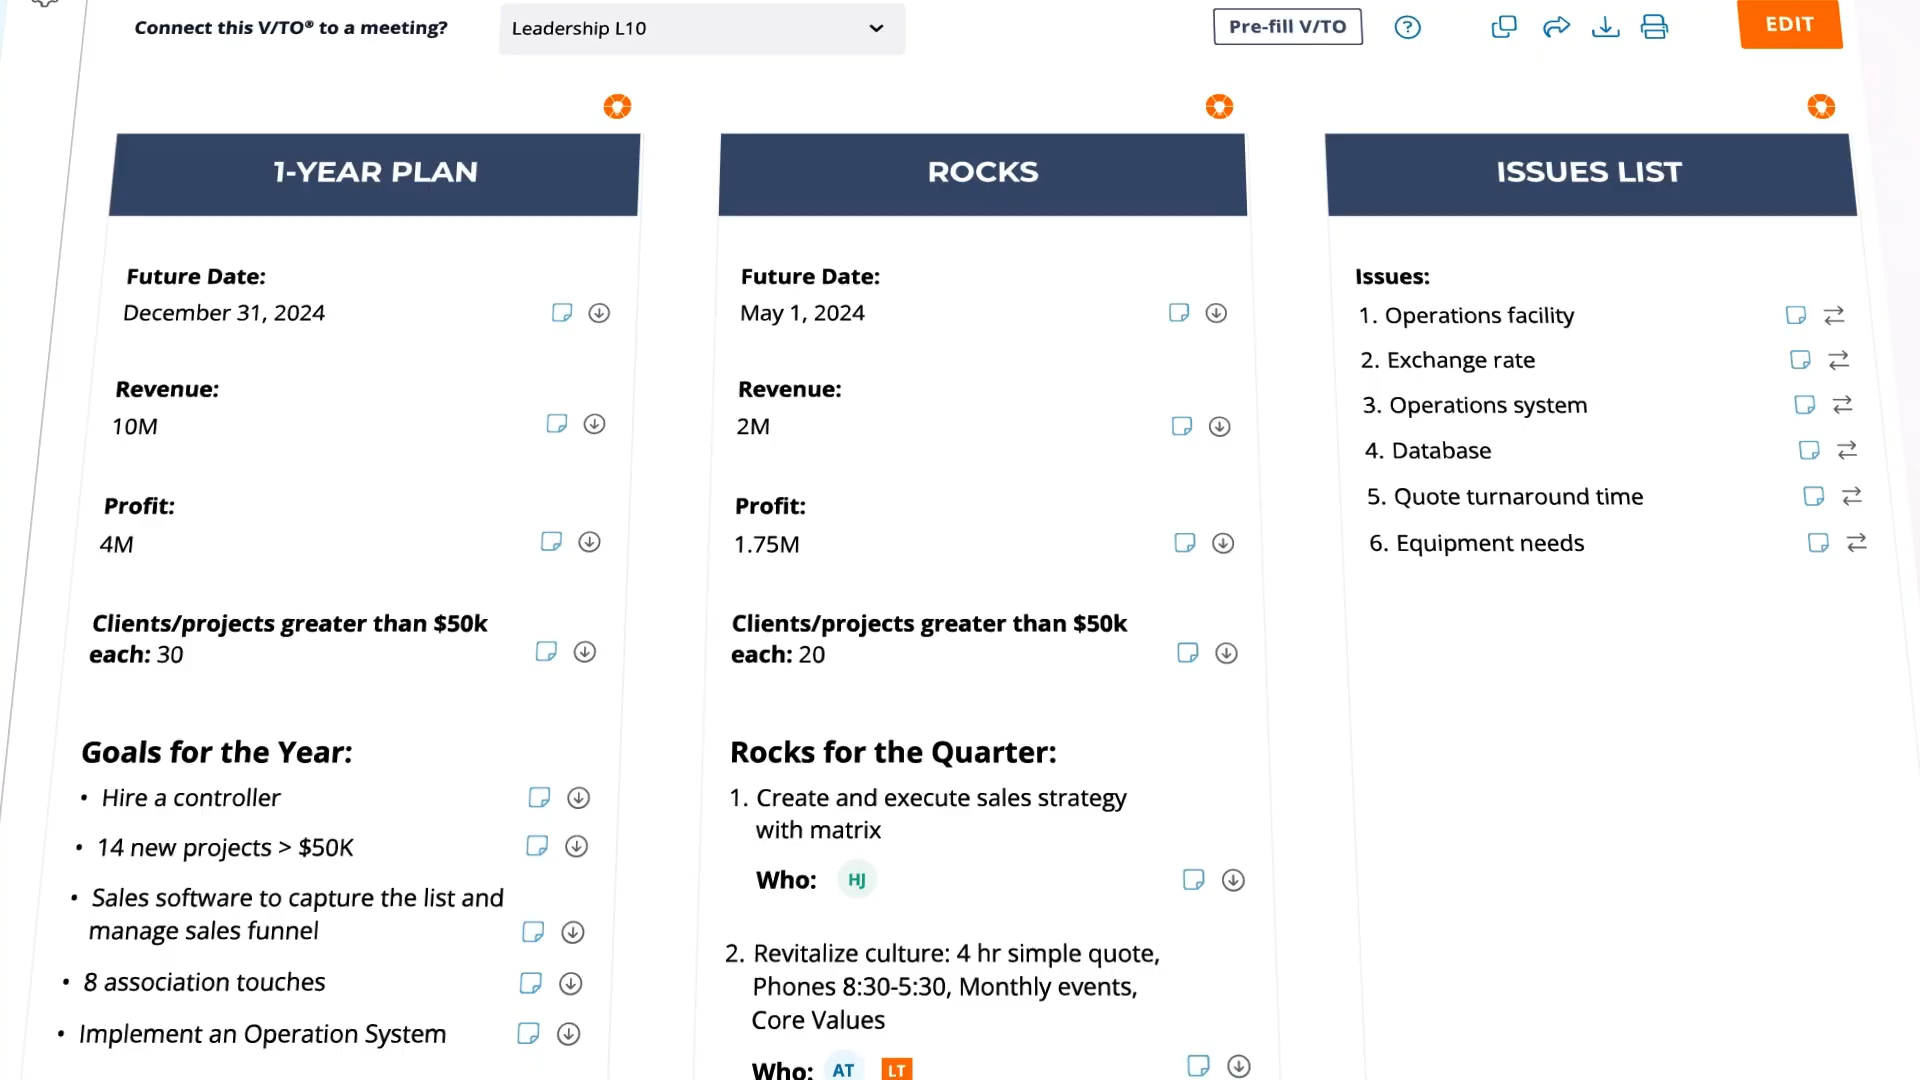 Connect this V/TO® to a meeting?
Leadership L10
Pre-fill V/TO
EDIT
1-YEAR PLAN
Future Date:
December 31, 2024
Revenue:
10M
Profit:
4M
Clients/projects greater than $50k
each: 30
Goals for the Year:
• Hire a controller
• 14 new projects > $50K
• Sales software to capture the list and
manage sales funnel
• 8 association touches
• Implement an Operation System
ROCKS
Future Date:
May 1, 2024
Revenue:
2M
Profit:
1.75M
Clients/projects greater than $50k
each: 20
Rocks for the Quarter:
1. Create and execute sales strategy
with matrix
Who: HJ
2. Revitalize culture: 4 hr simple quote,
Phones 8:30-5:30, Monthly events,
Core Values
Who: AT LT
ISSUES LIST
Issues:
1. Operations facility
2. Exchange rate
3. Operations system
4. Database
5. Quote turnaround time
6. Equipment needs